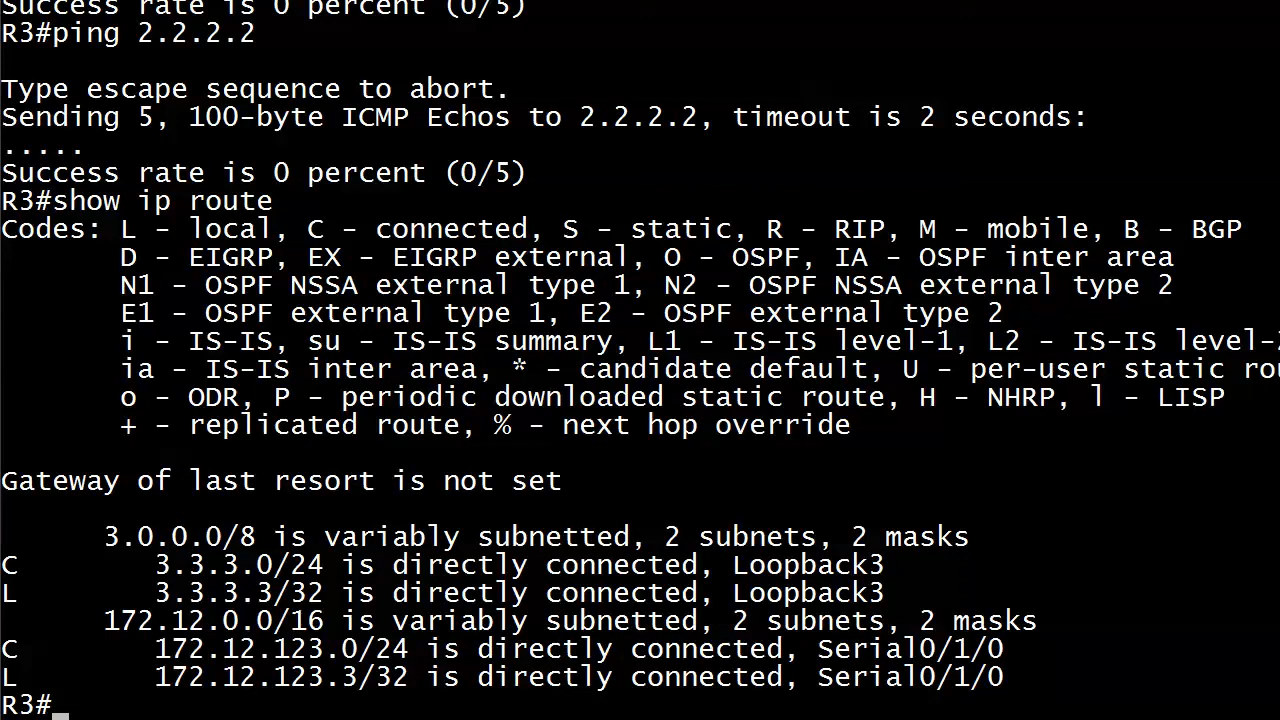 Success rate is 0 percent (0/5)
R3#ping 2.2.2.2
Type escape sequence to abort.
Sending 5, 100-byte ICMP Echos to 2.2.2.2, timeout is 2 seconds:
.....
Success rate is 0 percent (0/5)
R3#show ip route
Codes: L - local, C - connected, S - static, R - RIP, M - mobile, B - BGP
D - EIGRP, EX - EIGRP external, O - OSPF, IA - OSPF inter area
N1 - OSPF NSSA external type 1, N2 - OSPF NSSA external type 2
E1 - OSPF external type 1, E2 - OSPF external type 2
i - IS-IS, su - IS-IS summary, L1 - IS-IS level-1, L2 - IS-IS level-
ia - IS-IS inter area, * - candidate default, U - per-user static
o - ODR, P - periodic downloaded static route, H - NHRP, l - LISP
+ - replicated route, % - next hop override
Gateway of last resort is not set
3.0.0.0/8 is variably subnetted, 2 subnets, 2 masks
C 3.3.3.0/24 is directly connected, Loopback3
L 3.3.3.3/32 is directly connected, Loopback3
172.12.0.0/16 is variably subnetted, 2 subnets, 2 masks
C 172.12.123.0/24 is directly connected, Serial0/1/0
L 172.12.123.3/32 is directly connected, Serial0/1/0
R3#